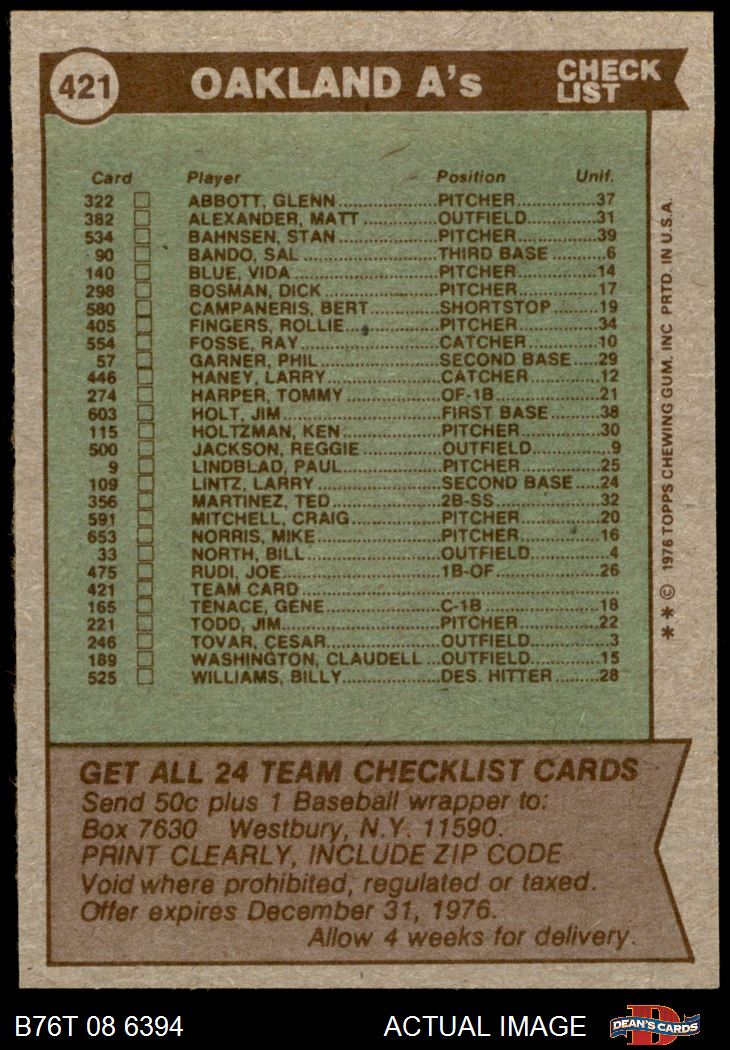 421 OAKLAND A's CHECK LIST
Card Player Position Unif.
322 ABBOTT, GLENN PITCHER 37
382 ALEXANDER, MATT OUTFIELD 31
534 BAHNSEN, STAN PITCHER 39
90 BANDO, SAL THIRD BASE 6
140 BLUE, VIDA PITCHER 14
298 BOSMAN, DICK PITCHER 17
580 CAMPANERIS, BERT SHORTSTOP 19
405 FINGERS, ROLLIE PITCHER 34
554 FOSSE, RAY CATCHER 10
57 GARNER, PHIL SECOND BASE 29
446 HANEY, LARRY CATCHER 12
274 HARPER, TOMMY OF-1B 21
603 HOLT, JIM FIRST BASE 38
115 HOLTZMAN, KEN PITCHER 30
500 JACKSON, REGGIE OUTFIELD 9
9 LINDBLAD, PAUL PITCHER 25
109 LINTZ, LARRY SECOND BASE 24
356 MARTINEZ, TED 2B-SS 32
591 MITCHELL, CRAIG PITCHER 20
653 NORRIS, MIKE PITCHER 16
33 NORTH, BILL OUTFIELD 4
475 RUDI, JOE 1B-OF 26
421 TEAM CARD
165 TENACE, GENE C-1B 18
221 TODD, JIM PITCHER 22
246 TOVAR, CESAR OUTFIELD 3
189 WASHINGTON, CLAUDELL OUTFIELD 15
525 WILLIAMS, BILLY DES. HITTER 28
** © 1976 TOPPS CHEWING GUM, INC PRTD. IN U.S.A.
GET ALL 24 TEAM CHECKLIST CARDS
Send 50c plus 1 Baseball wrapper to:
Box 7630 Westbury, N.Y. 11590.
PRINT CLEARLY, INCLUDE ZIP CODE
Void where prohibited, regulated or taxed.
Offer expires December 31, 1976.
Allow 4 weeks for delivery.
B76T 08 6394 ACTUAL IMAGE D DEAN'S CARDS